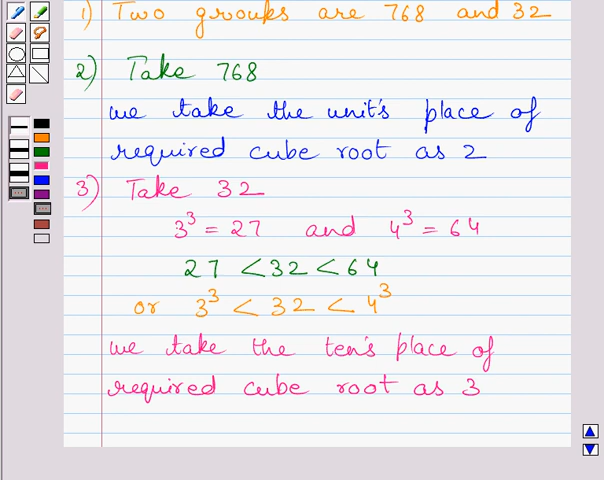 1) Two groups are 768 and 32
2) Take 768
we take the unit's place of
required cube root as 2
3) Take 32
3³ = 27 and 4³ = 64
27 < 32 < 64
or 3³ < 32 < 4³
we take the ten's place of
required cube root as 3